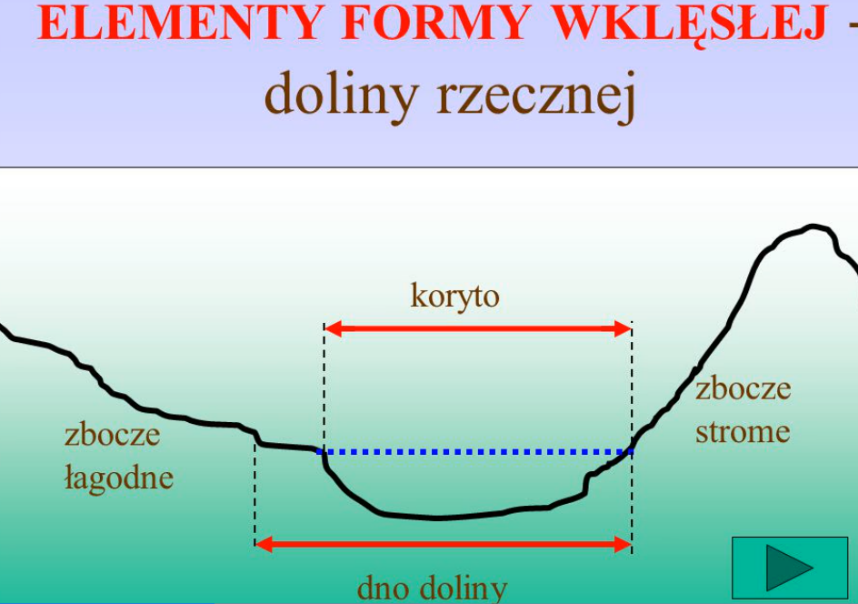 ELEMENTY FORMY WKLĘSŁEJ -
doliny rzecznej
koryto
zbocze
strome
zbocze
łagodne
dno doliny